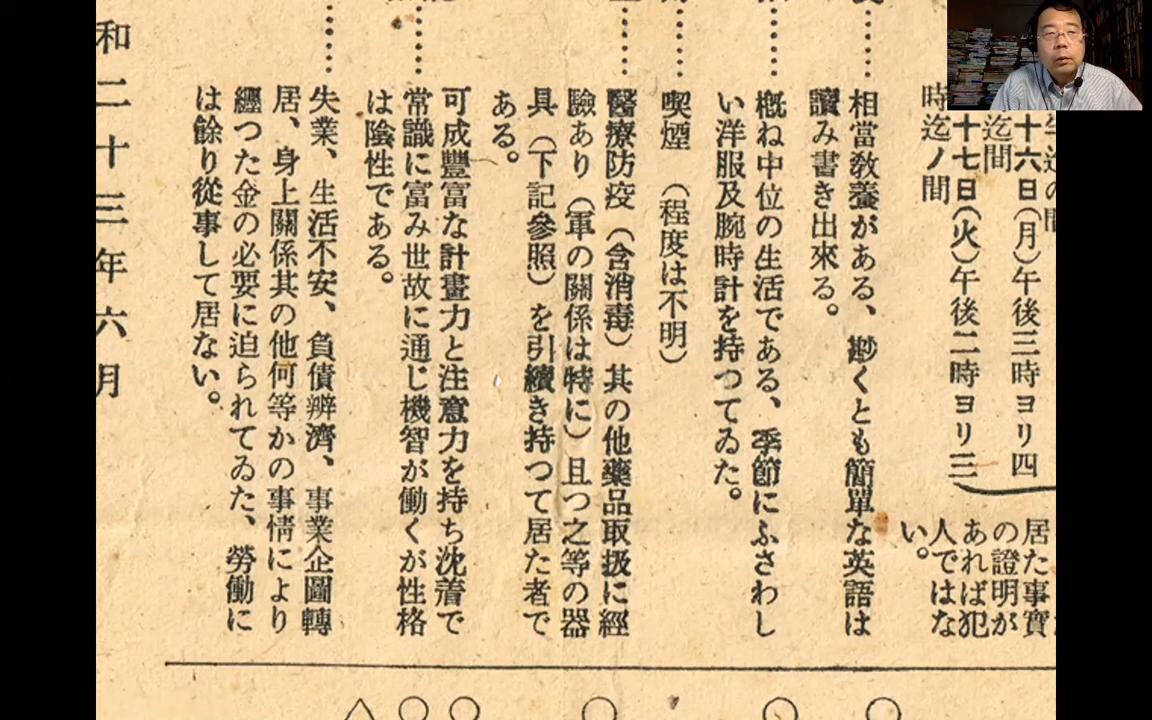 十六日(月)午後三時ヨリ四
迄間
十七日(火)午後二時ヨリ三
時迄ノ間
居た事實
の證明が
あれば犯
人ではな
い。
相當敎養がある、尠くとも簡單な英語は
讀み書き出來る。
槪ね中位の生活である、季節にふさわし
い洋服及腕時計を持つてゐた。
喫煙 (程度は不明)
醫療防疫(含消毒)其の他藥品取扱に經
驗あり(軍の關係は特に)且つ之等の器
具(下記參照)を引續き持つて居た者で
ある。
可成豐富な計畫力と注意力を持ち沈着で
常識に富み世故に通じ機智が働くが性格
は陰性である。
失業、生活不安、負債辨濟、事業企圖轉
居、身上關係其の他何等かの事情により
纒つた金の必要に迫られてゐた、勞働に
は餘り從事して居ない。
和二十三年六月